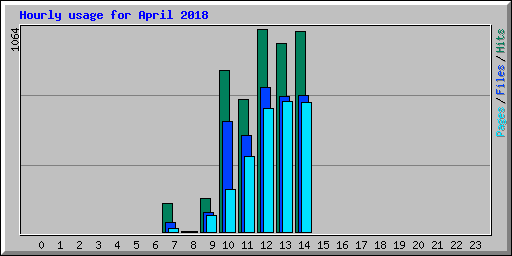 Hourly usage for April 2018
1064
Pages / Files / Hits
0 1 2 3 4 5 6 7 8 9 10 11 12 13 14 15 16 17 18 19 20 21 22 23